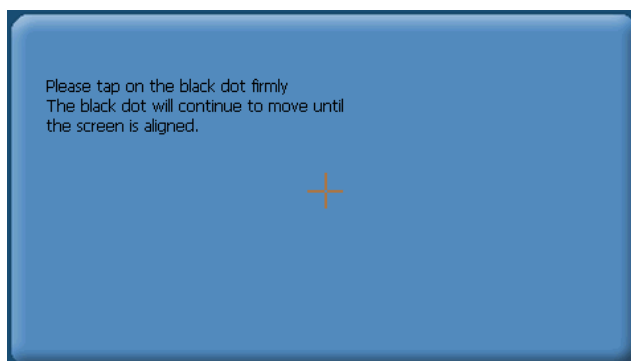 Please tap on the black dot firmly
The black dot will continue to move until
the screen is aligned.